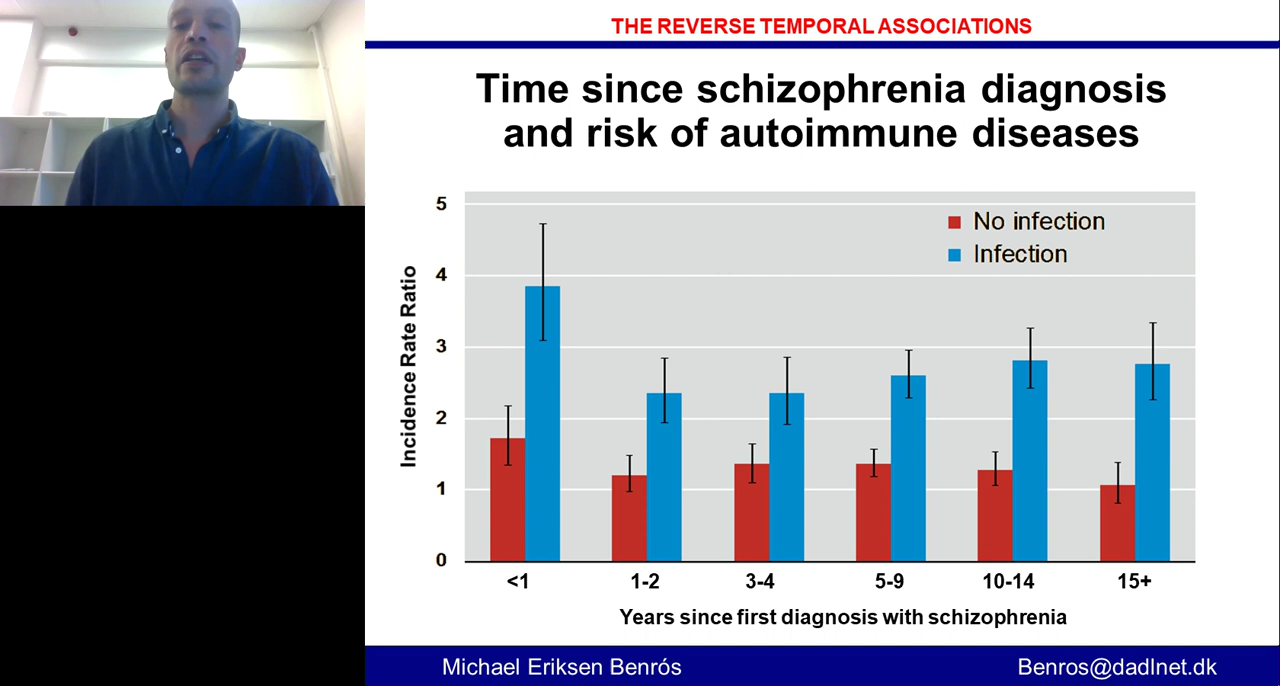 THE REVERSE TEMPORAL ASSOCIATIONS
Time since schizophrenia diagnosis
and risk of autoimmune diseases
No infection
Infection
Incidence Rate Ratio
5
4
3
2
1
0
<1
1-2
3-4
5-9
10-14
15+
Years since first diagnosis with schizophrenia
Michael Eriksen Benrós
Benros@dadlnet.dk